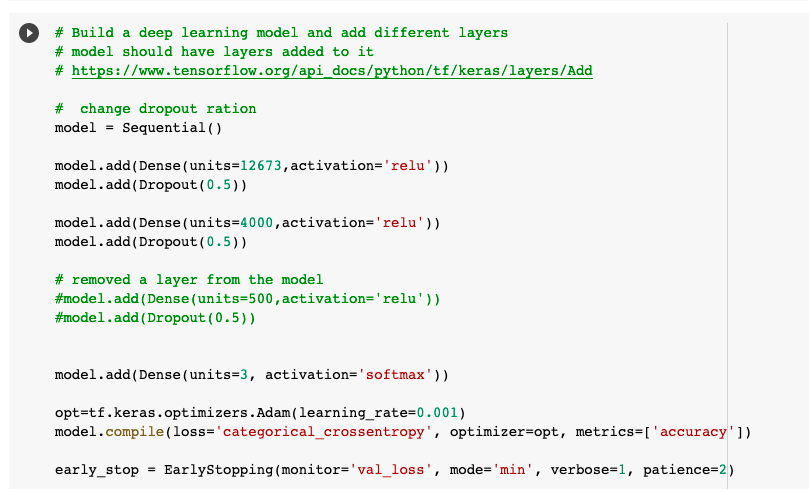 # Build a deep learning model and add different layers
# model should have layers added to it
# https://www.tensorflow.org/api_docs/python/tf/keras/layers/Add
#  change dropout ration
model = Sequential()
model.add(Dense(units=12673,activation='relu'))
model.add(Dropout(0.5))
model.add(Dense(units=4000,activation='relu'))
model.add(Dropout(0.5))
# removed a layer from the model
#model.add(Dense(units=500,activation='relu'))
#model.add(Dropout(0.5))
model.add(Dense(units=3, activation='softmax'))
opt=tf.keras.optimizers.Adam(learning_rate=0.001)
model.compile(loss='categorical_crossentropy', optimizer=opt, metrics=['accuracy'])
early_stop = EarlyStopping(monitor='val_loss', mode='min', verbose=1, patience=2)